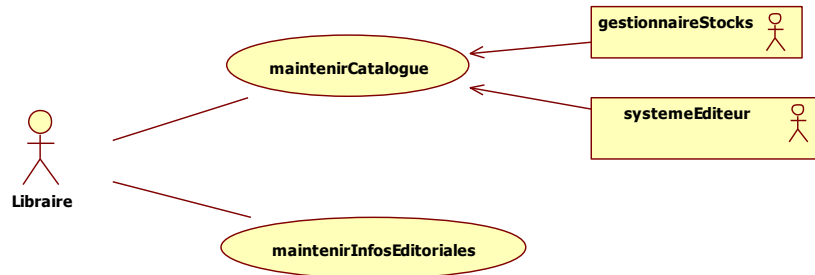 gestionnaireStocks
maintenirCatalogue
systemeEditeur
Libraire
maintenirInfosEditoriales